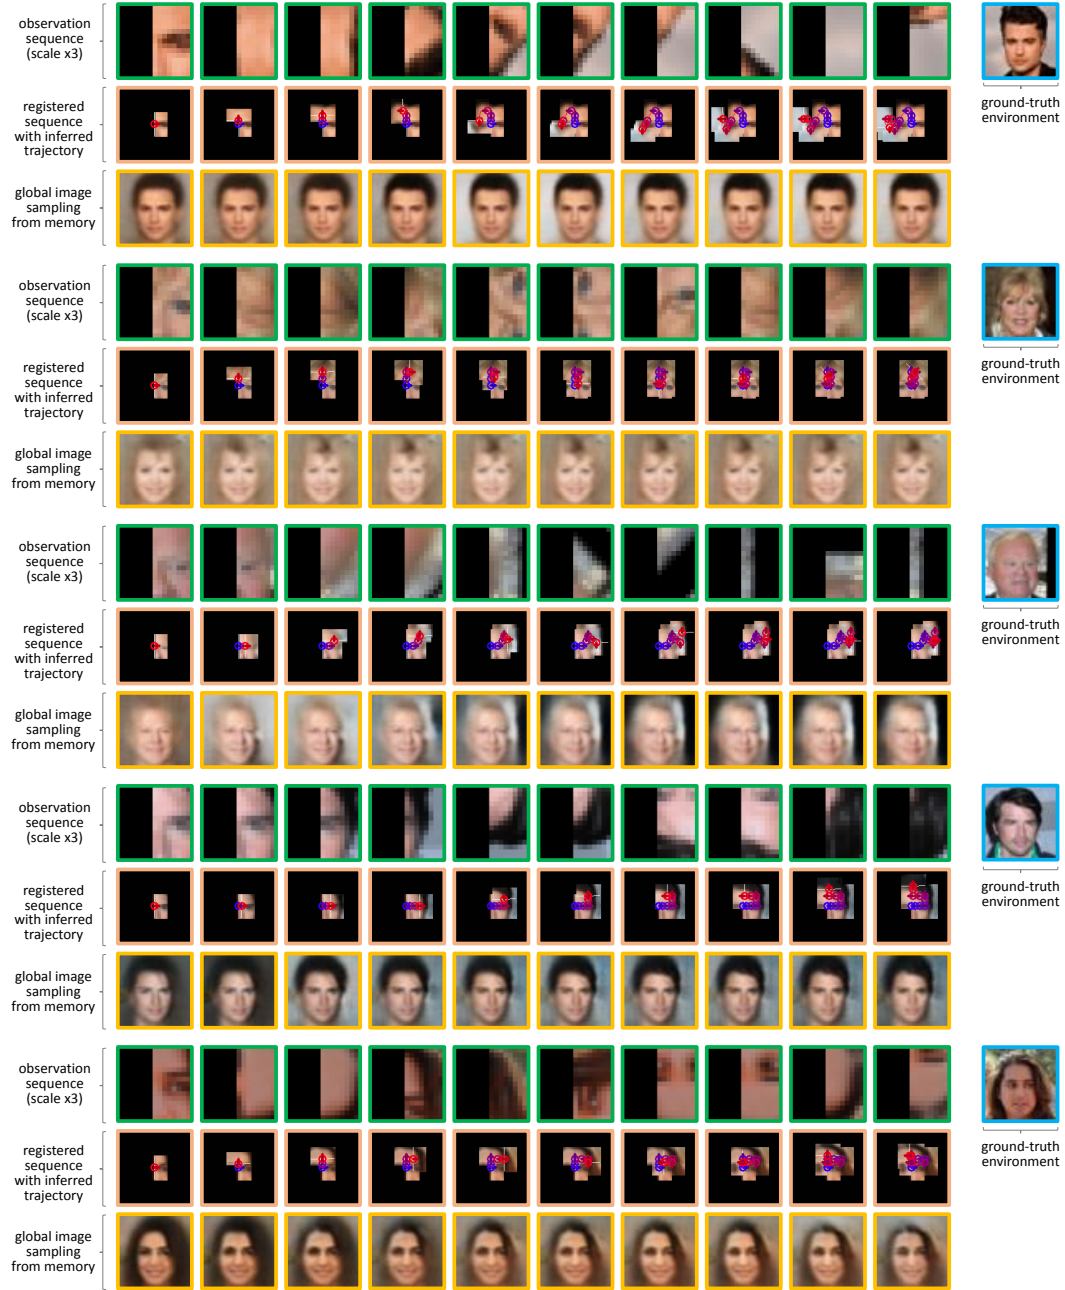 observation
sequence
(scale x3)
ground-truth
environment
registered
sequence
with inferred
trajectory
global image
sampling
from memory
observation
sequence
(scale x3)
ground-truth
environment
registered
sequence
with inferred
trajectory
global image
sampling
from memory
observation
sequence
(scale x3)
ground-truth
environment
registered
sequence
with inferred
trajectory
global image
sampling
from memory
observation
sequence
(scale x3)
ground-truth
environment
registered
sequence
with inferred
trajectory
global image
sampling
from memory
observation
sequence
(scale x3)
ground-truth
environment
registered
sequence
with inferred
trajectory
global image
sampling
from memory